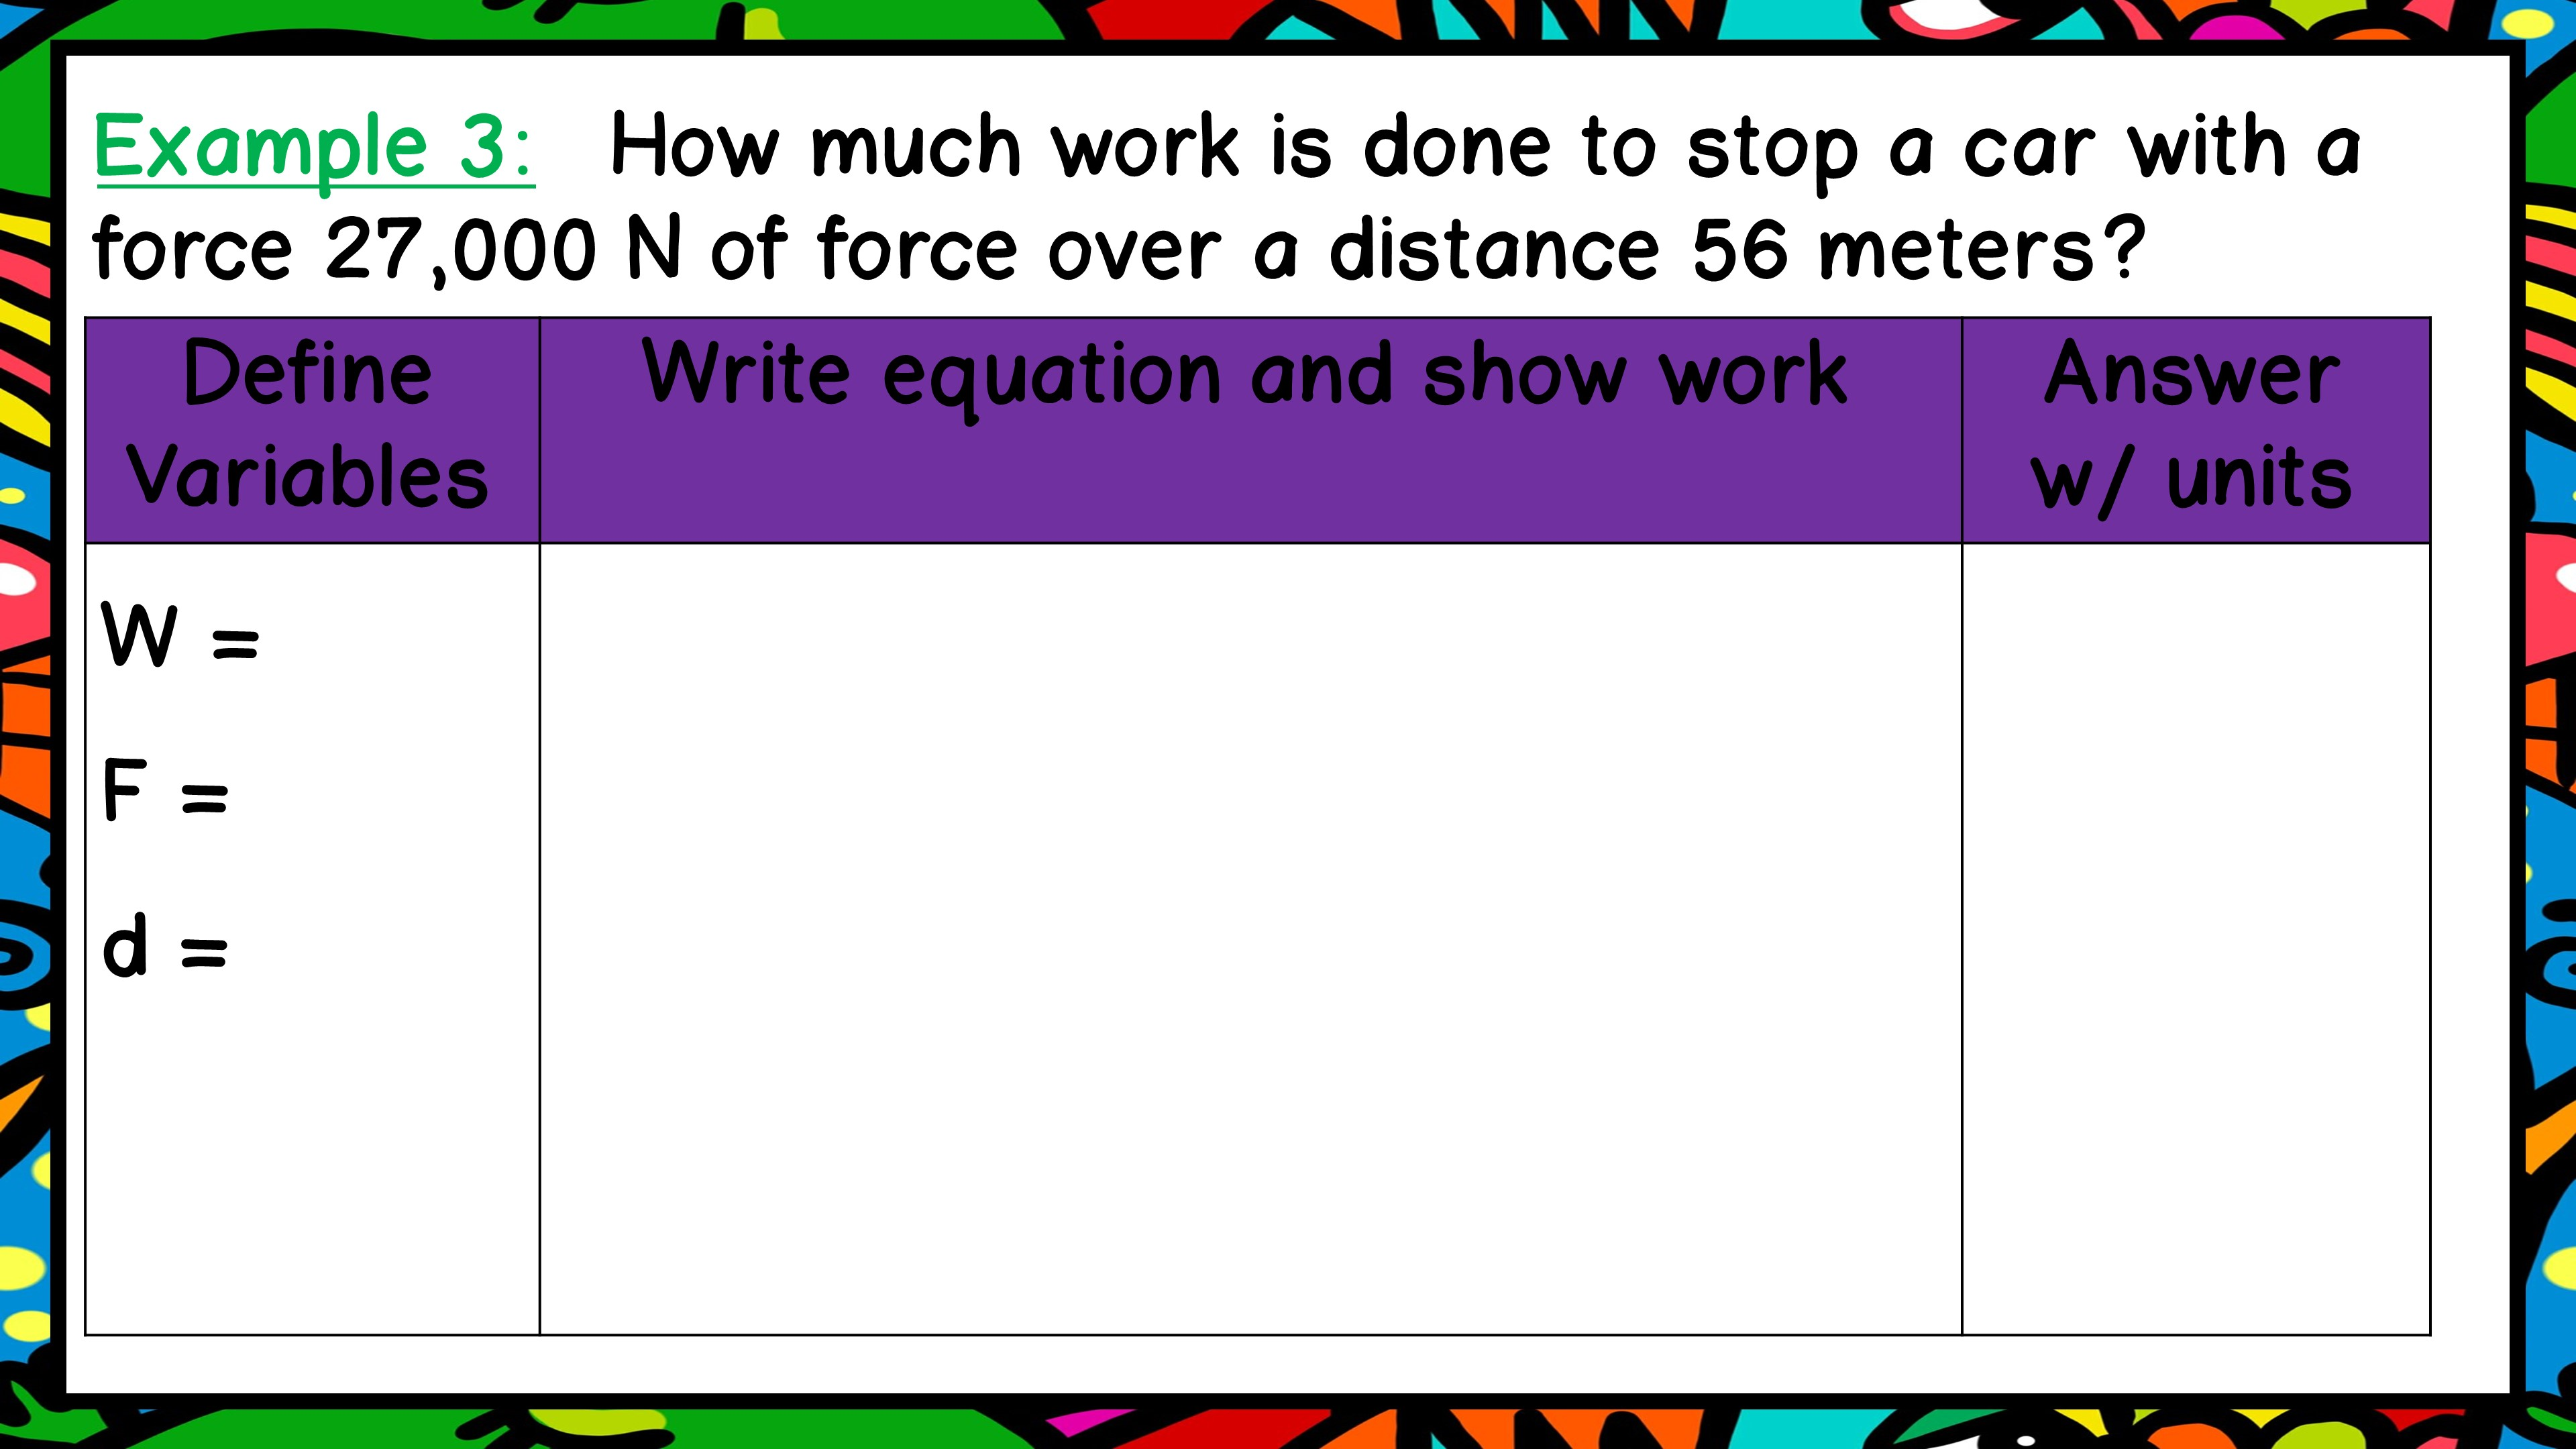 Example 3: How much work is done to stop a car with a
force 27,000 N of force over a distance 56 meters?
Define
Variables
Write equation and show work
Answer
w/ units
W =
F =
d =